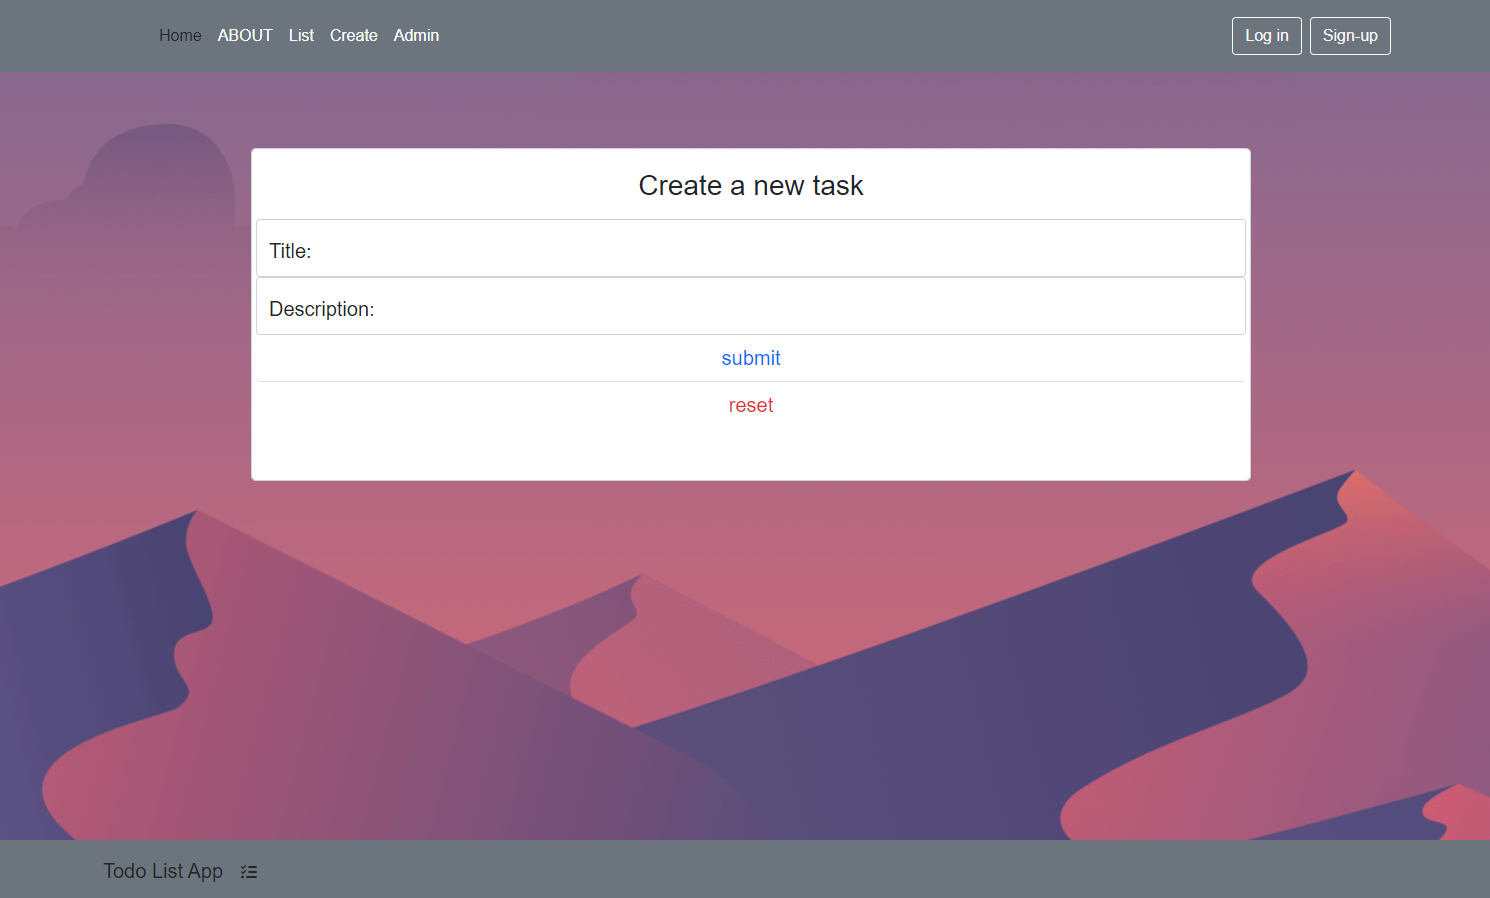 Home ABOUT List Create Admin Log in Sign-up
Create a new task
Title:
Description:
submit
reset
Todo List App